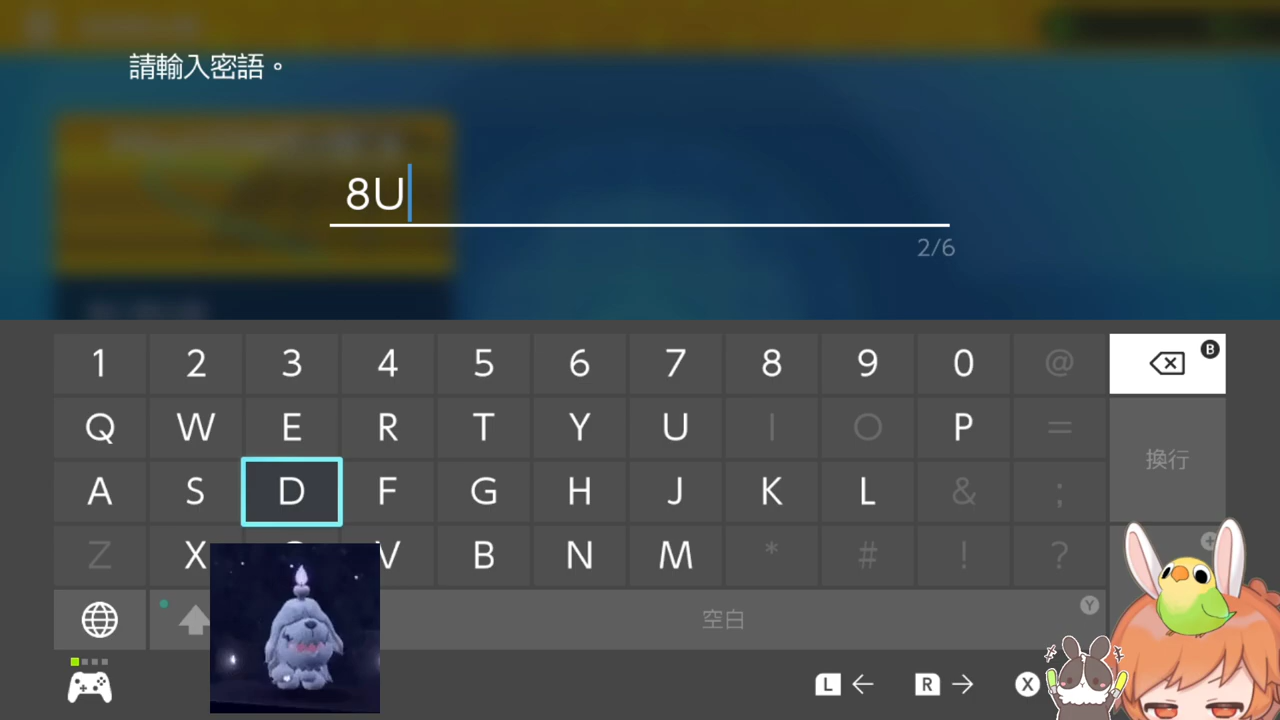 請輸入密語。
8U
2/6
1 2 3 4 5 6 7 8 9 0 @ B
Q W E R T Y U I O P =
A S D F G H J K L & ; 換行
Z X V B N M * # ! ? +
空白 Y
L ← R → X